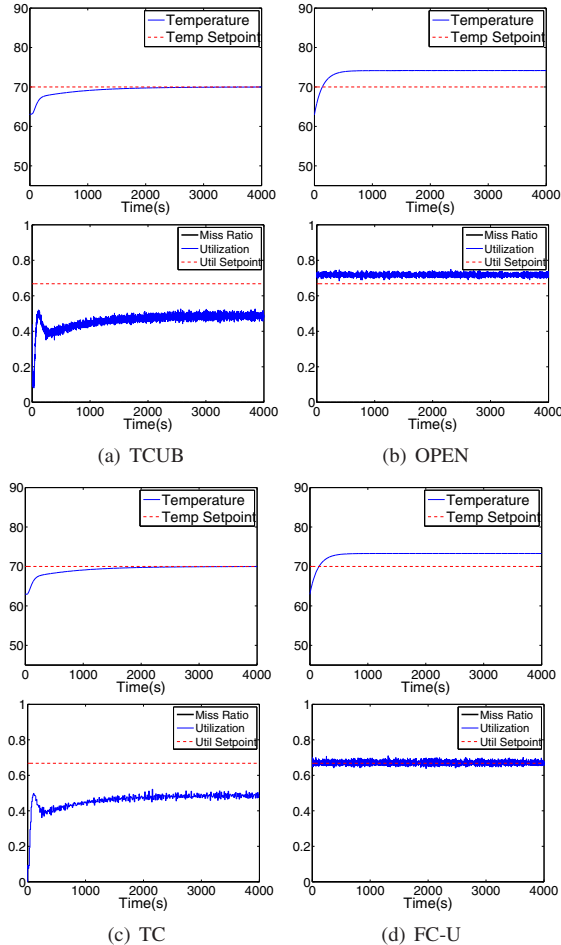 90
80
70
60
50
0 1000 2000 3000 4000
Time(s)
Temperature
Temp Setpoint
90
80
70
60
50
0 1000 2000 3000 4000
Time(s)
Temperature
Temp Setpoint
1
0.8
0.6
0.4
0.2
0
0 1000 2000 3000 4000
Time(s)
Miss Ratio
Utilization
Util Setpoint
(a) TCUB
1
0.8
0.6
0.4
0.2
0
0 1000 2000 3000 4000
Time(s)
Miss Ratio
Utilization
Util Setpoint
(b) OPEN
90
80
70
60
50
0 1000 2000 3000 4000
Time(s)
Temperature
Temp Setpoint
90
80
70
60
50
0 1000 2000 3000 4000
Time(s)
Temperature
Temp Setpoint
1
0.8
0.6
0.4
0.2
0
0 1000 2000 3000 4000
Time(s)
Miss Ratio
Utilization
Util Setpoint
(c) TC
1
0.8
0.6
0.4
0.2
0
0 1000 2000 3000 4000
Time(s)
Miss Ratio
Utilization
Util Setpoint
(d) FC-U